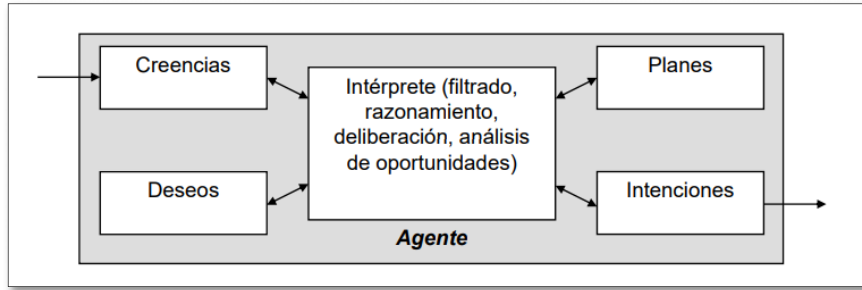 Creencias
Deseos
Intérprete (filtrado,
razonamiento,
deliberación, análisis
de oportunidades)
Planes
Intenciones
Agente